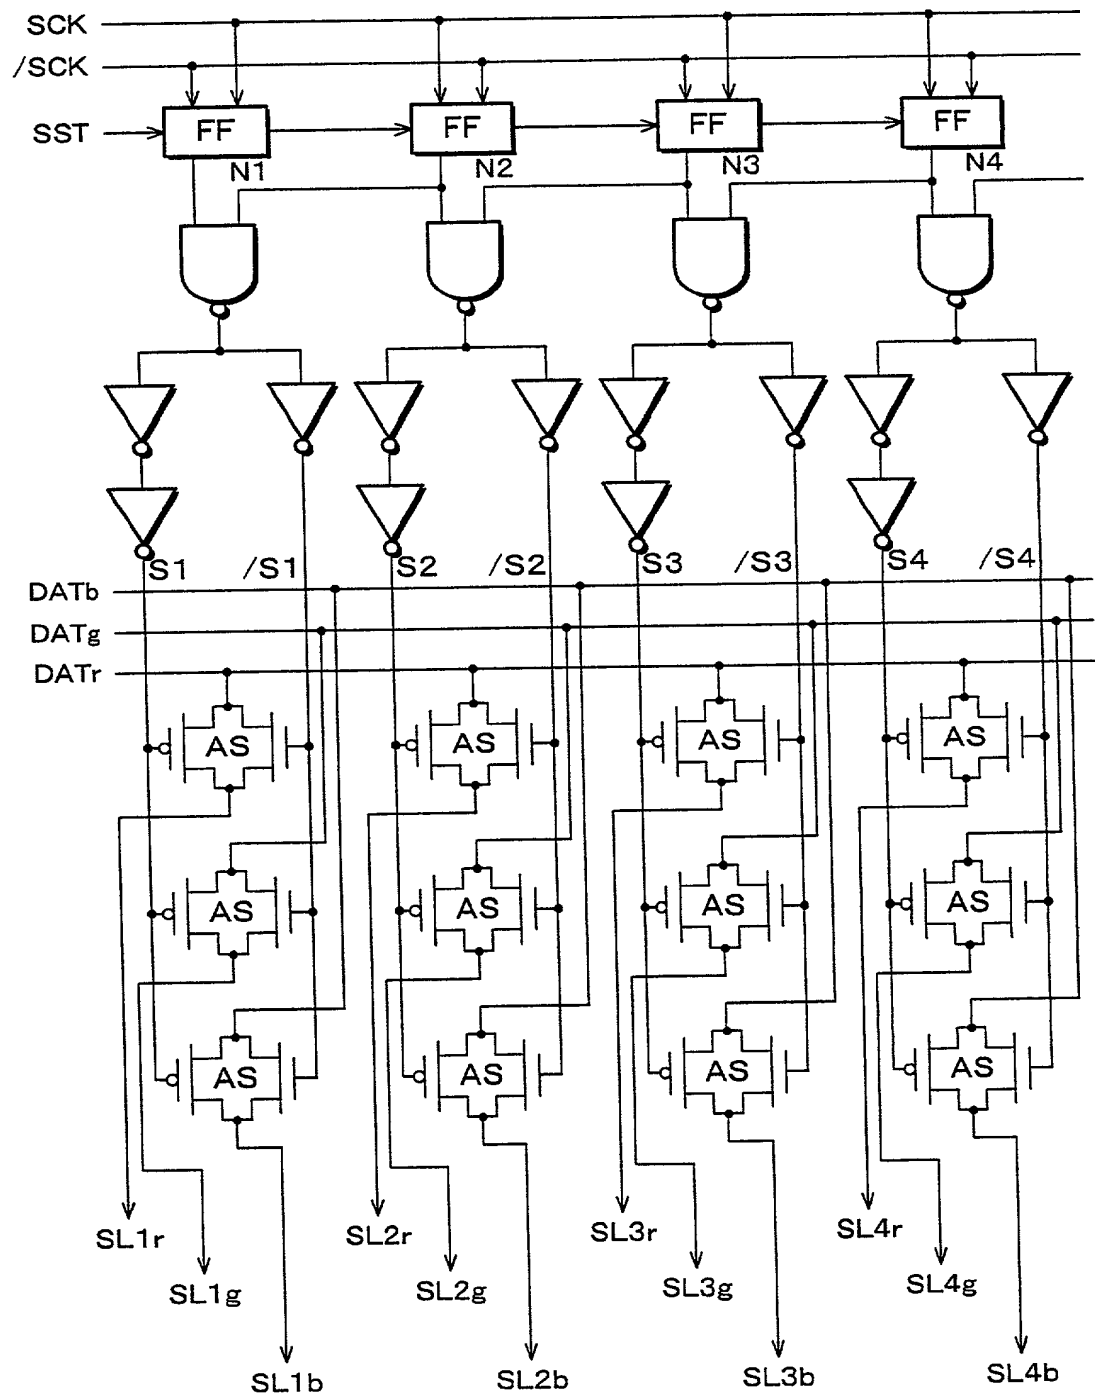 SCK
/SCK
SST
FF FF FF FF
N1 N2 N3 N4
S1 /S1 S2 /S2 S3 /S3 S4 /S4
DATb
DATg
DATr
AS AS AS AS
AS AS AS AS
AS AS AS AS
SL1r SL2r SL3r SL4r
SL1g SL2g SL3g SL4g
SL1b SL2b SL3b SL4b